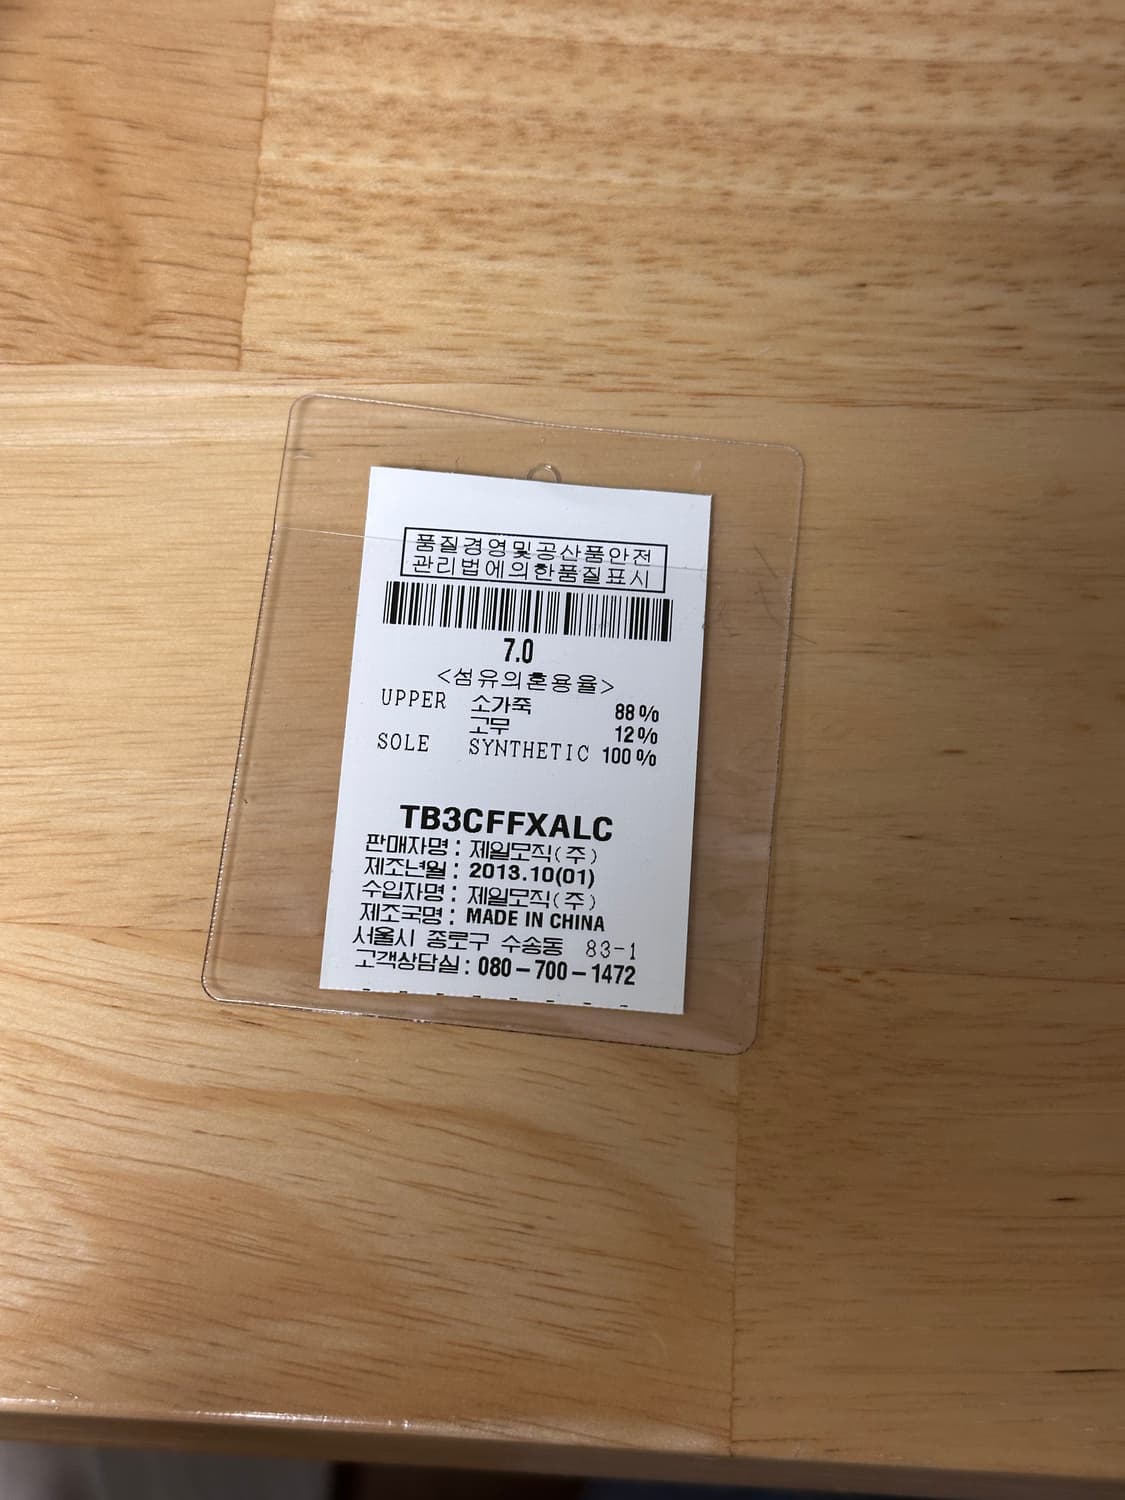 품질경영및공산품안전
관리법에의한품질표시
7.0
<섬유의혼용율>
UPPER 소가죽 88%
고무 12%
SOLE SYNTHETIC 100%
TB3CFFXALC
판매자명 : 제일모직(주)
제조년월 : 2013.10(01)
수입자명 : 제일모직(주)
제조국명 : MADE IN CHINA
서울시 종로구 수송동 83-1
고객상담실 : 080-700-1472